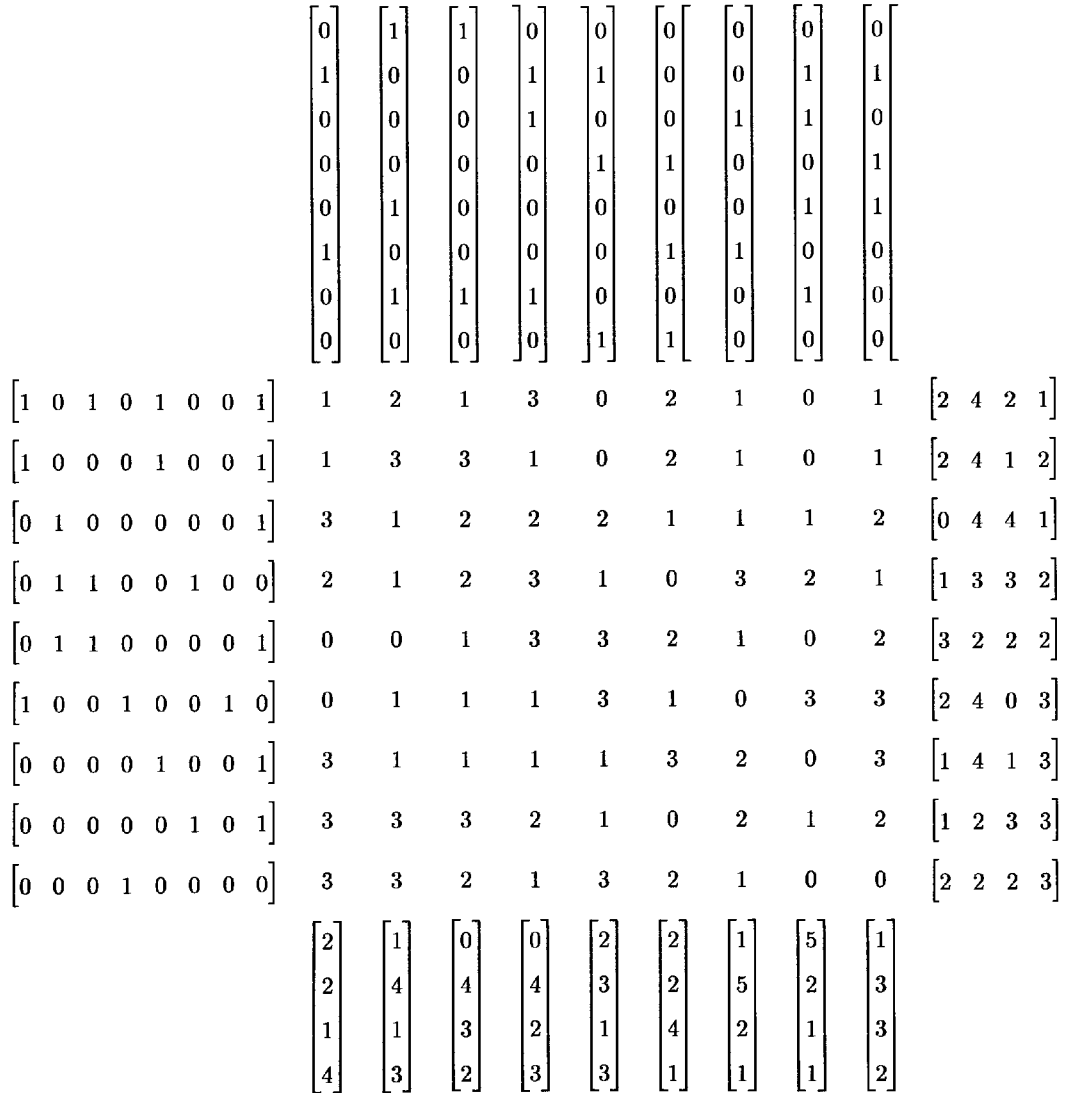 0 1 1 0 0 0 0 0 0
1 0 0 1 1 0 0 1 1
0 0 0 1 0 0 1 1 0
0 0 0 0 1 1 0 0 1
0 1 0 0 0 0 0 1 1
1 0 0 0 0 1 1 0 0
0 1 1 1 0 0 0 1 0
0 0 0 0 1 1 0 0 0
[1 0 1 0 1 0 0 1] 1 2 1 3 0 2 1 0 1 [2 4 2 1]
[1 0 0 0 1 0 0 1] 1 3 3 1 0 2 1 0 1 [2 4 1 2]
[0 1 0 0 0 0 0 1] 3 1 2 2 2 1 1 1 2 [0 4 4 1]
[0 1 1 0 0 1 0 0] 2 1 2 3 1 0 3 2 1 [1 3 3 2]
[0 1 1 0 0 0 0 1] 0 0 1 3 3 2 1 0 2 [3 2 2 2]
[1 0 0 1 0 0 1 0] 0 1 1 1 3 1 0 3 3 [2 4 0 3]
[0 0 0 0 1 0 0 1] 3 1 1 1 1 3 2 0 3 [1 4 1 3]
[0 0 0 0 0 1 0 1] 3 3 3 2 1 0 2 1 2 [1 2 3 3]
[0 0 0 1 0 0 0 0] 3 3 2 1 3 2 1 0 0 [2 2 2 3]
2 1 0 0 2 2 1 5 1
2 4 4 4 3 2 5 2 3
1 1 3 2 1 4 2 1 3
4 3 2 3 3 1 1 1 2